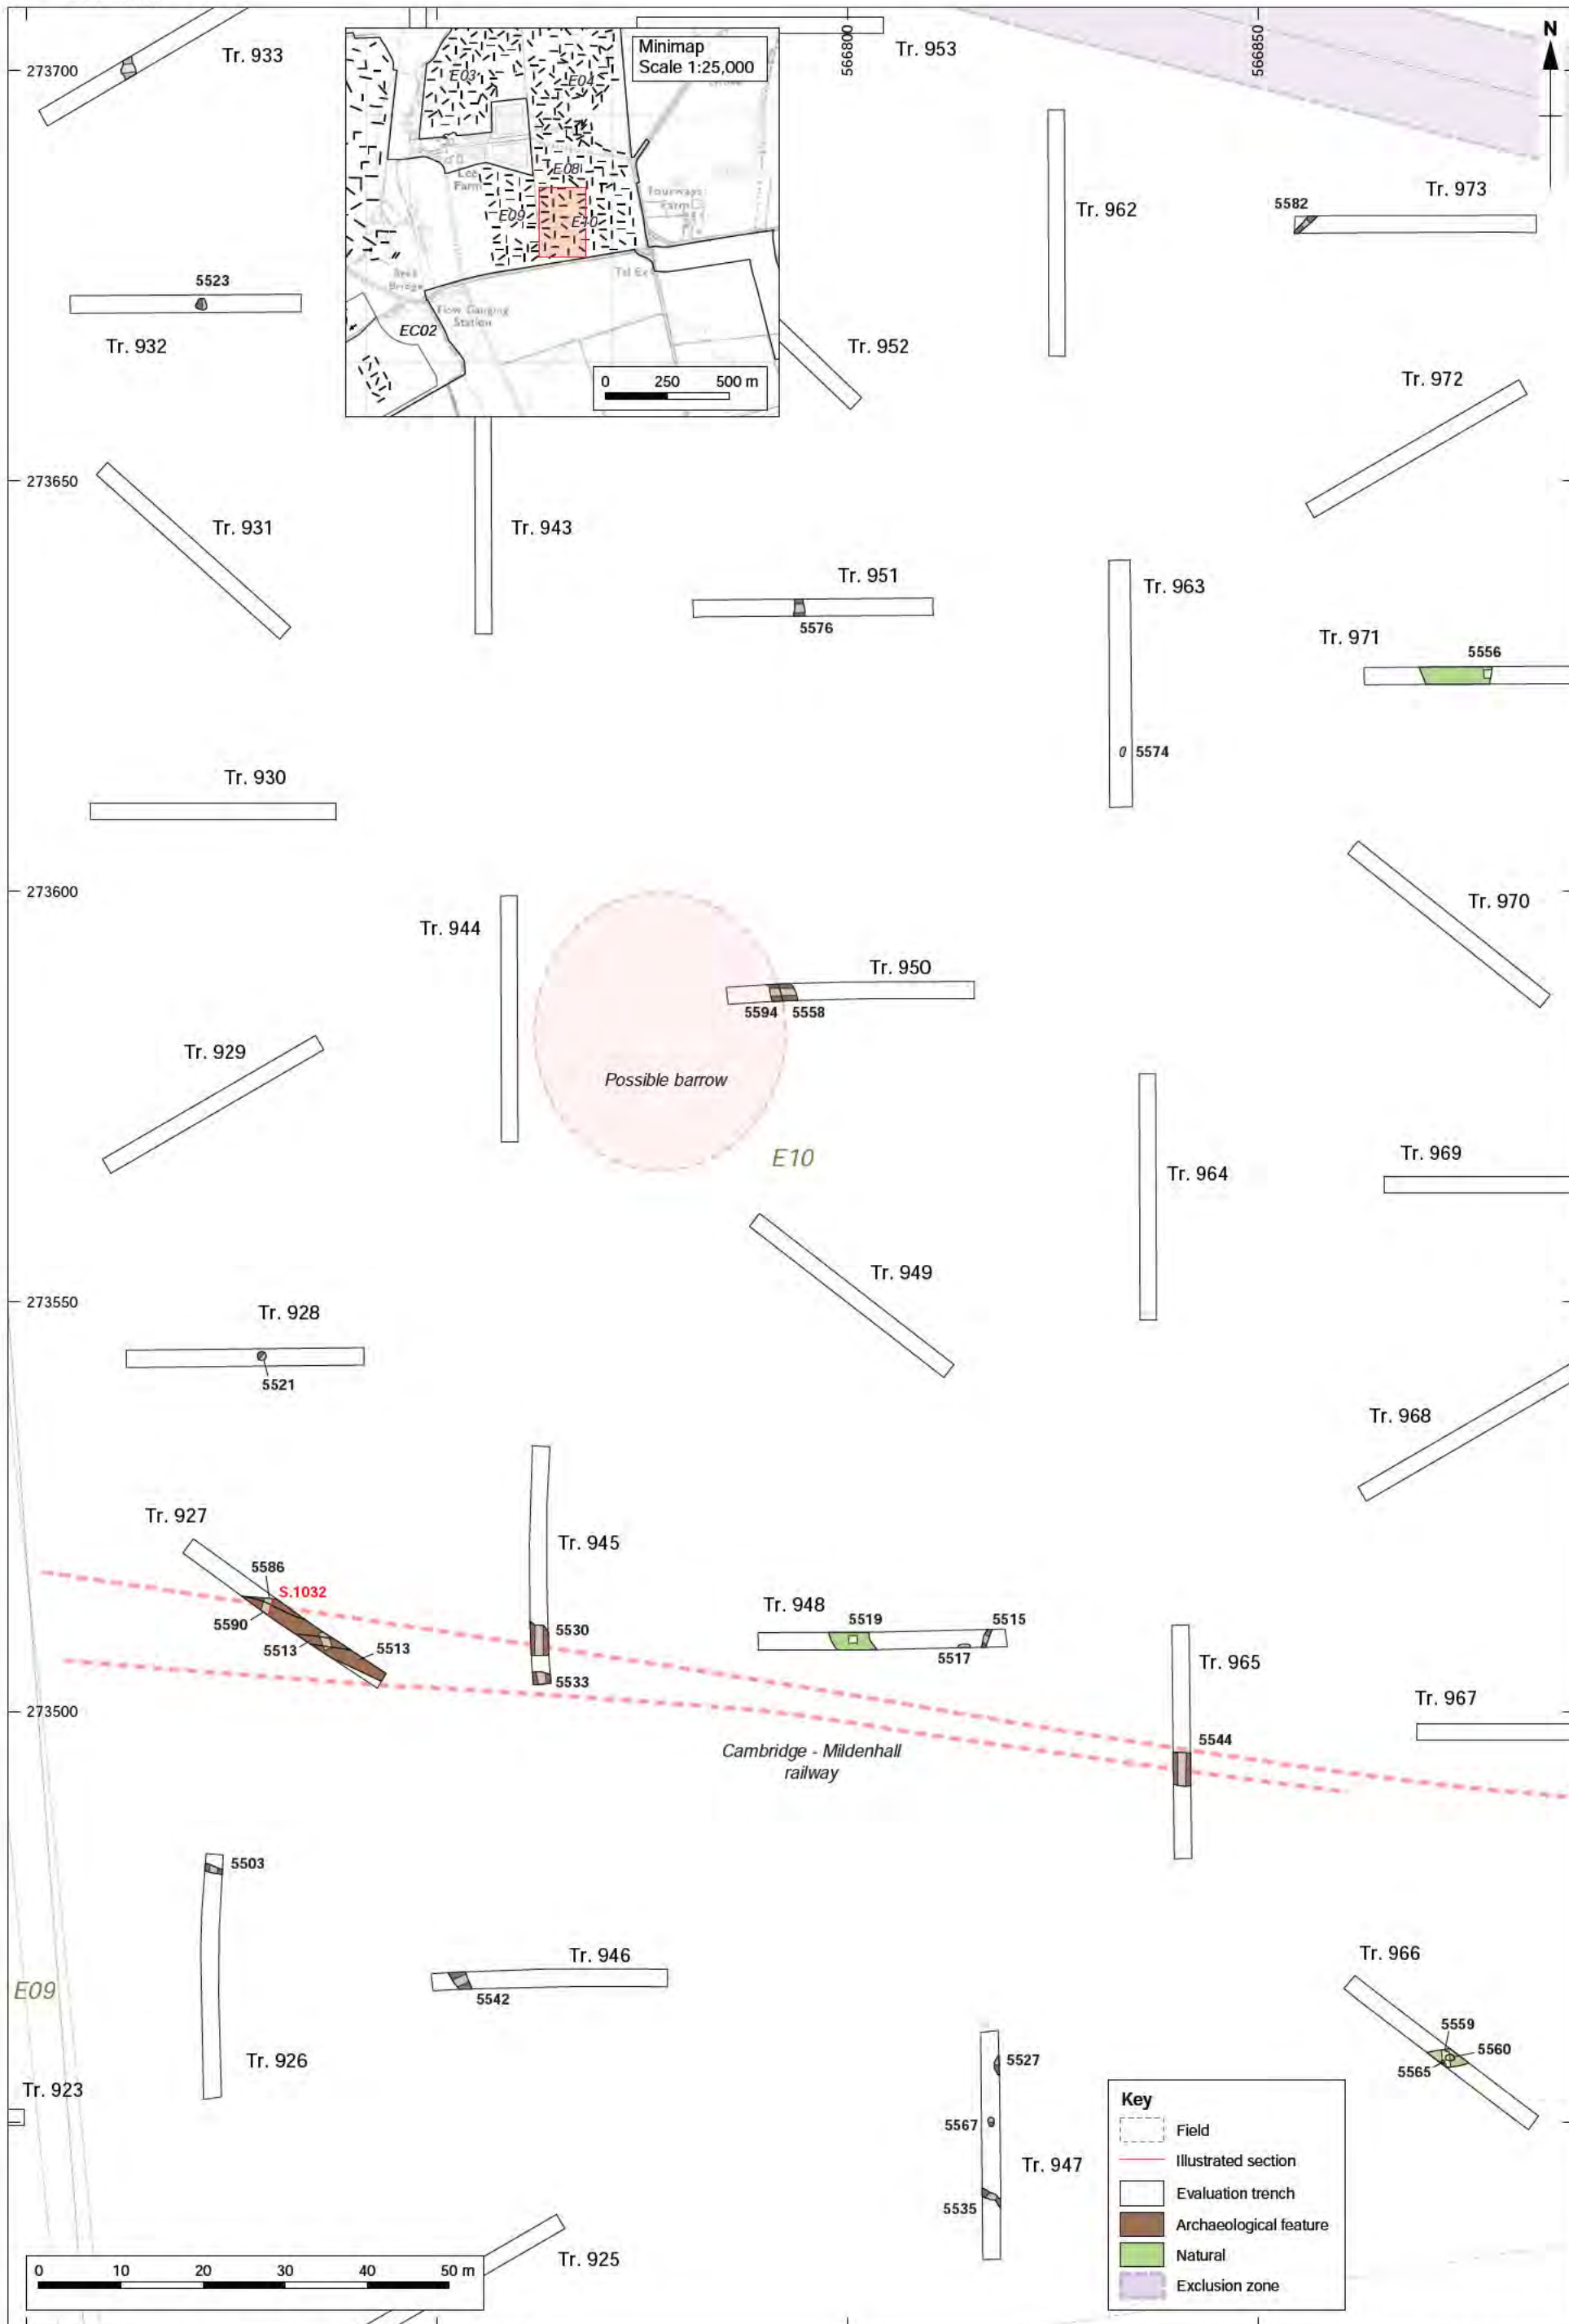 Tr. 933
273700
Minimap
Scale 1:25,000
E03
E04
Lee
Farm
E08
E09
E10
Fourways
Farm
Reed
Bridge
Tel Ex
Flow Gauging
Station
EC02
0 250 500 m
566800
Tr. 953
566850
N
Tr. 962
Tr. 973
5582
5523
Tr. 932
Tr. 952
Tr. 972
273650
Tr. 931
Tr. 943
Tr. 951
5576
Tr. 963
5574
Tr. 971
5556
Tr. 930
273600
Tr. 944
Tr. 950
5594 5558
Tr. 970
Tr. 929
Possible barrow
E10
Tr. 964
Tr. 969
Tr. 949
273550
Tr. 928
5521
Tr. 968
Tr. 927
5586
S.1032
5590
5513
5513
Tr. 945
5530
5533
Tr. 948
5519
5515
5517
Tr. 965
5544
Tr. 967
273500
Cambridge - Mildenhall
railway
5503
Tr. 946
5542
Tr. 966
5559
5560
5565
E09
Tr. 926
Tr. 923
5527
5567
Tr. 947
5535
Tr. 925
0 10 20 30 40 50 m
Key
Field
Illustrated section
Evaluation trench
Archaeological feature
Natural
Exclusion zone